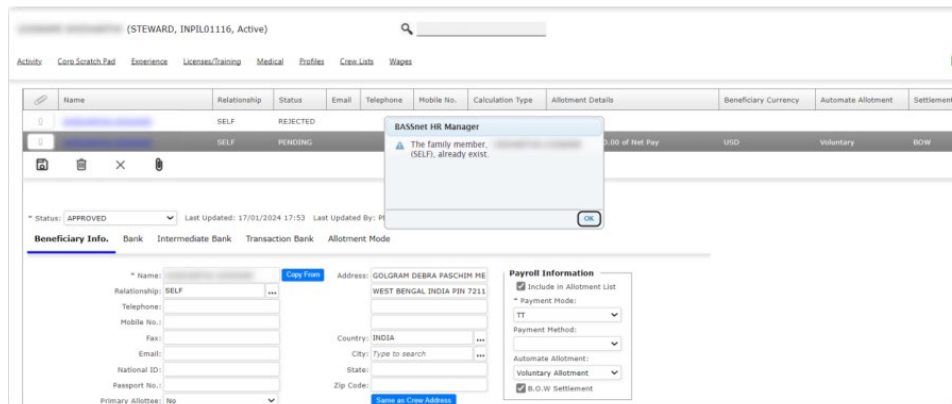 (STEWARD, INPIL01116, Active)
Activity Corp Scratch Pad Experience Licenses/Training Medical Profiles Crew Lists Wages
Name Relationship Status Email Telephone Mobile No. Calculation Type Allotment Details Beneficiary Currency Automate Allotment Settlement
0 SELF REJECTED
0 SELF PENDING 0.00 of Net Pay USD Voluntary BOW
BASSnet HR Manager
The family member,
(SELF), already exist.
OK
* Status: APPROVED Last Updated: 17/01/2024 17:53 Last Updated By:
Beneficiary Info. Bank Intermediate Bank Transaction Bank Allotment Mode
* Name: Copy From Address: GOLGRAM DEBRA PASCHIM ME
Relationship: SELF ... WEST BENGAL INDIA PIN 7211
Telephone:
Mobile No.:
Fax: Country: INDIA ...
Email: City: Type to search ...
National ID: State:
Passport No.: Zip Code:
Primary Allottee: No Same as Crew Address
Payroll Information
Include in Allotment List
* Payment Mode:
TT
Payment Method:
Automate Allotment:
Voluntary Allotment
B.O.W Settlement